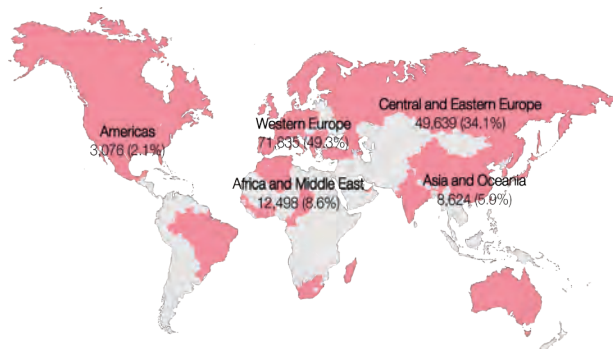 Central and Eastern Europe
49,639 (34.1%)
Western Europe
71,835 (49.3%)
Americas
3,076 (2.1%)
Africa and Middle East
12,498 (8.6%)
Asia and Oceania
8,624 (5.9%)